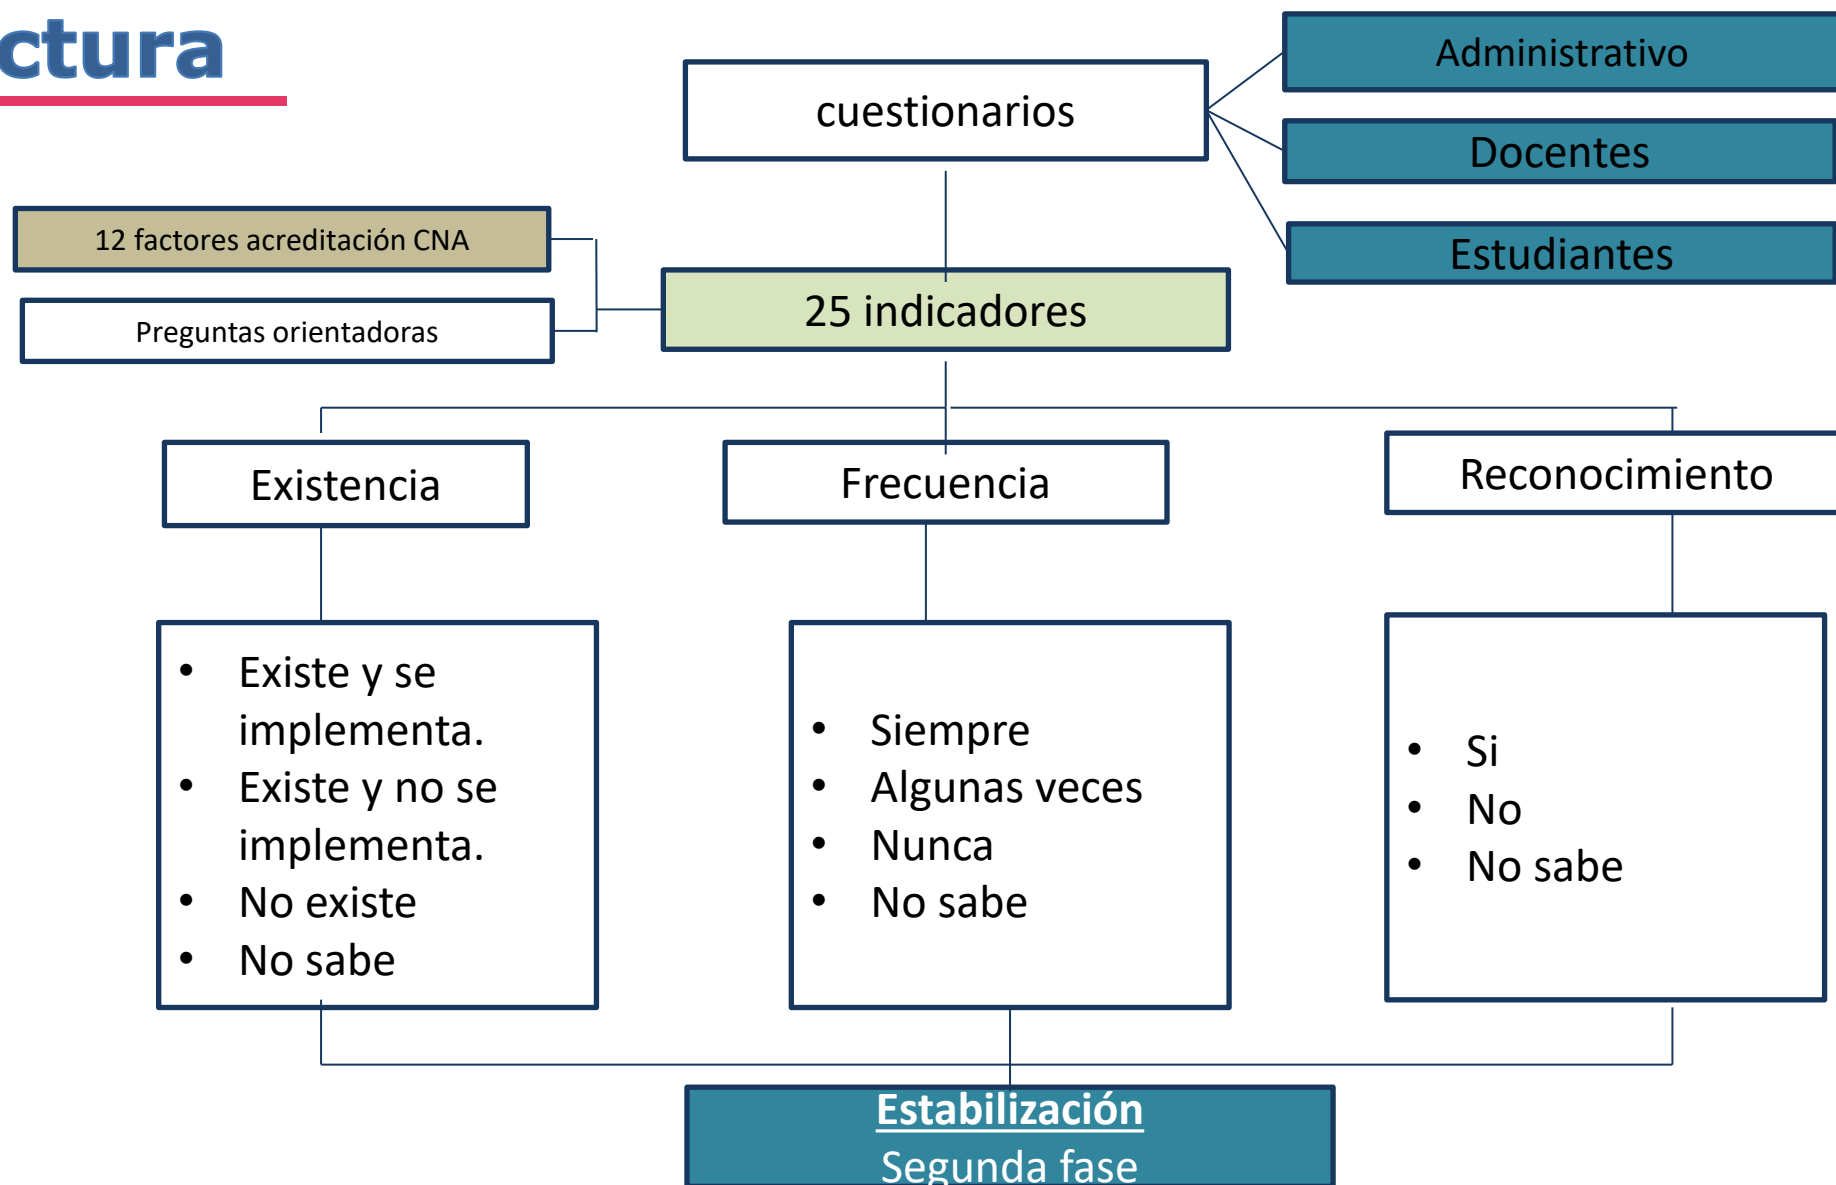 ctura
cuestionarios
Administrativo
Docentes
Estudiantes
12 factores acreditación CNA
Preguntas orientadoras
25 indicadores
Existencia
Frecuencia
Reconocimiento
• Existe y se
implementa.
• Existe y no se
implementa.
• No existe
• No sabe
• Siempre
• Algunas veces
• Nunca
• No sabe
• Si
• No
• No sabe
Estabilización
Segunda fase